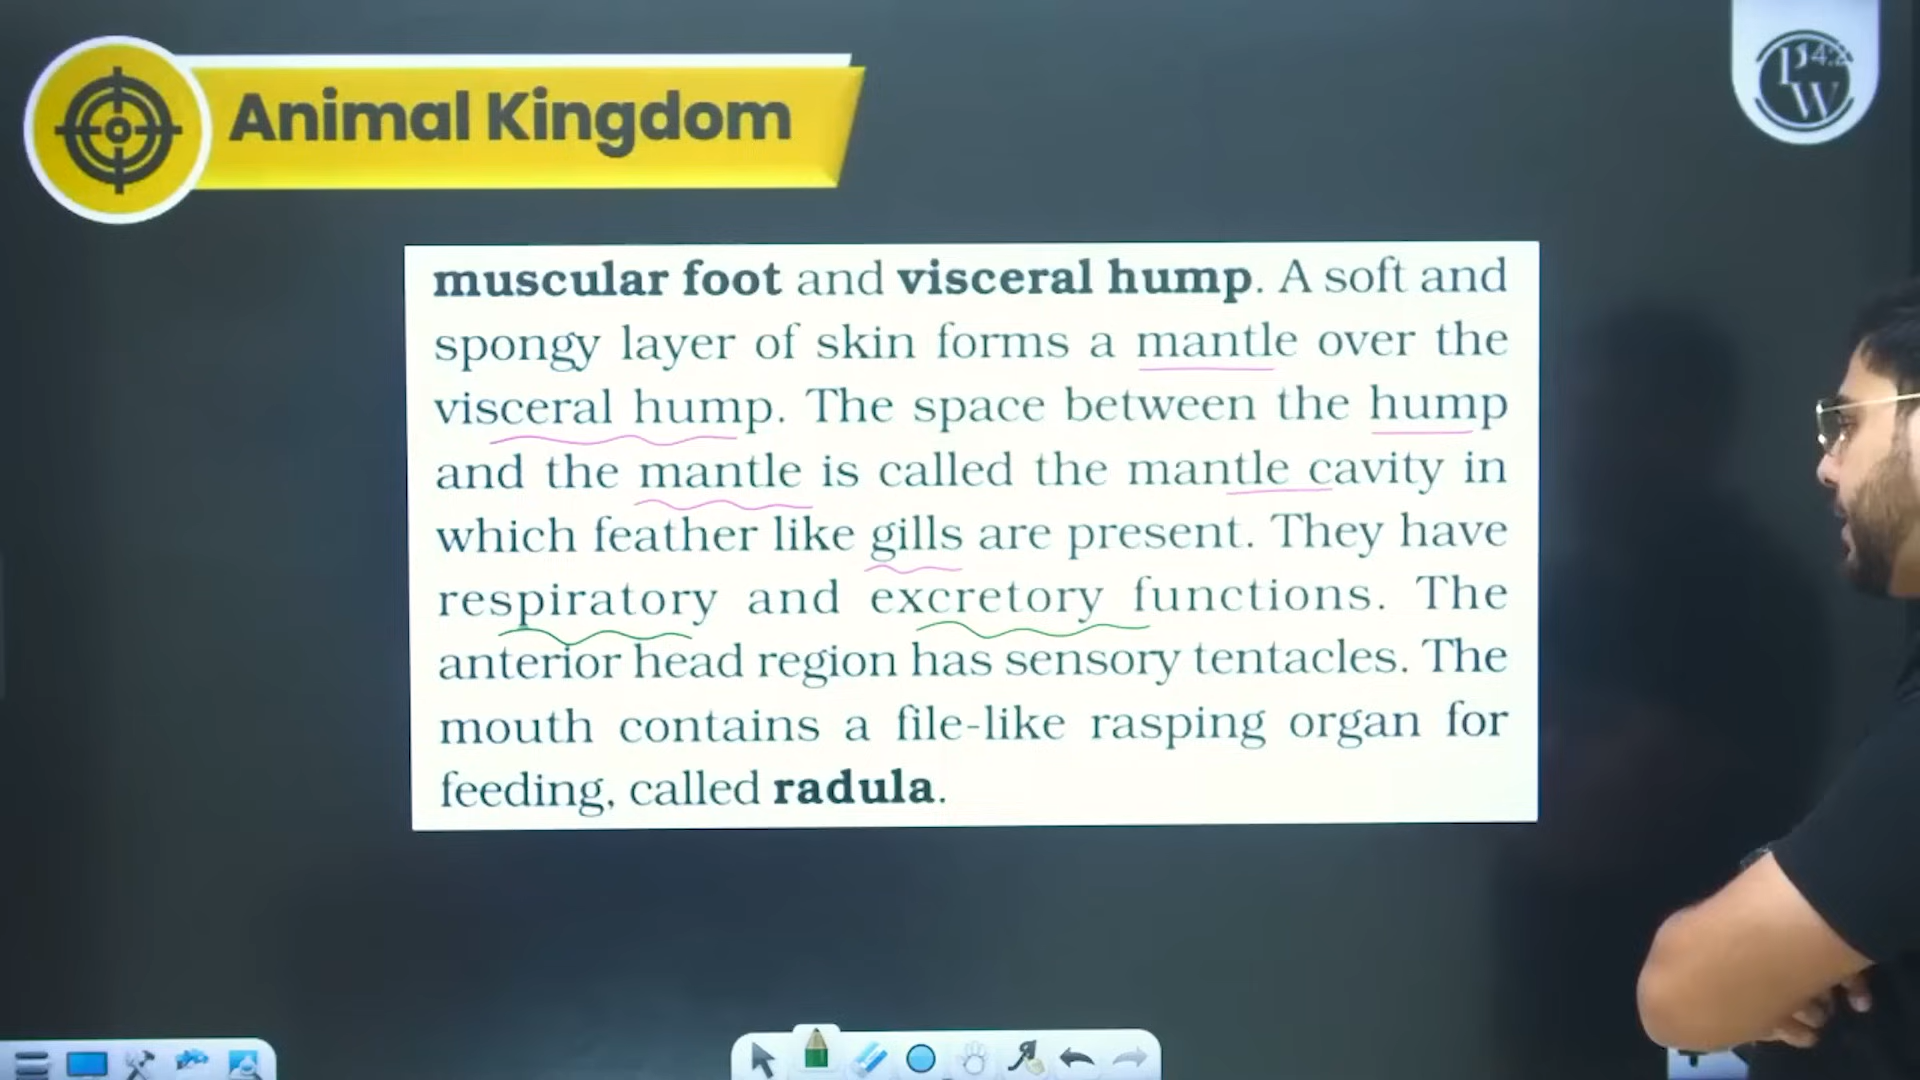 Animal Kingdom
PW
muscular foot and visceral hump. A soft and
spongy layer of skin forms a mantle over the
visceral hump. The space between the hump
and the mantle is called the mantle cavity in
which feather like gills are present. They have
respiratory and excretory functions. The
anterior head region has sensory tentacles. The
mouth contains a file-like rasping organ for
feeding, called radula.